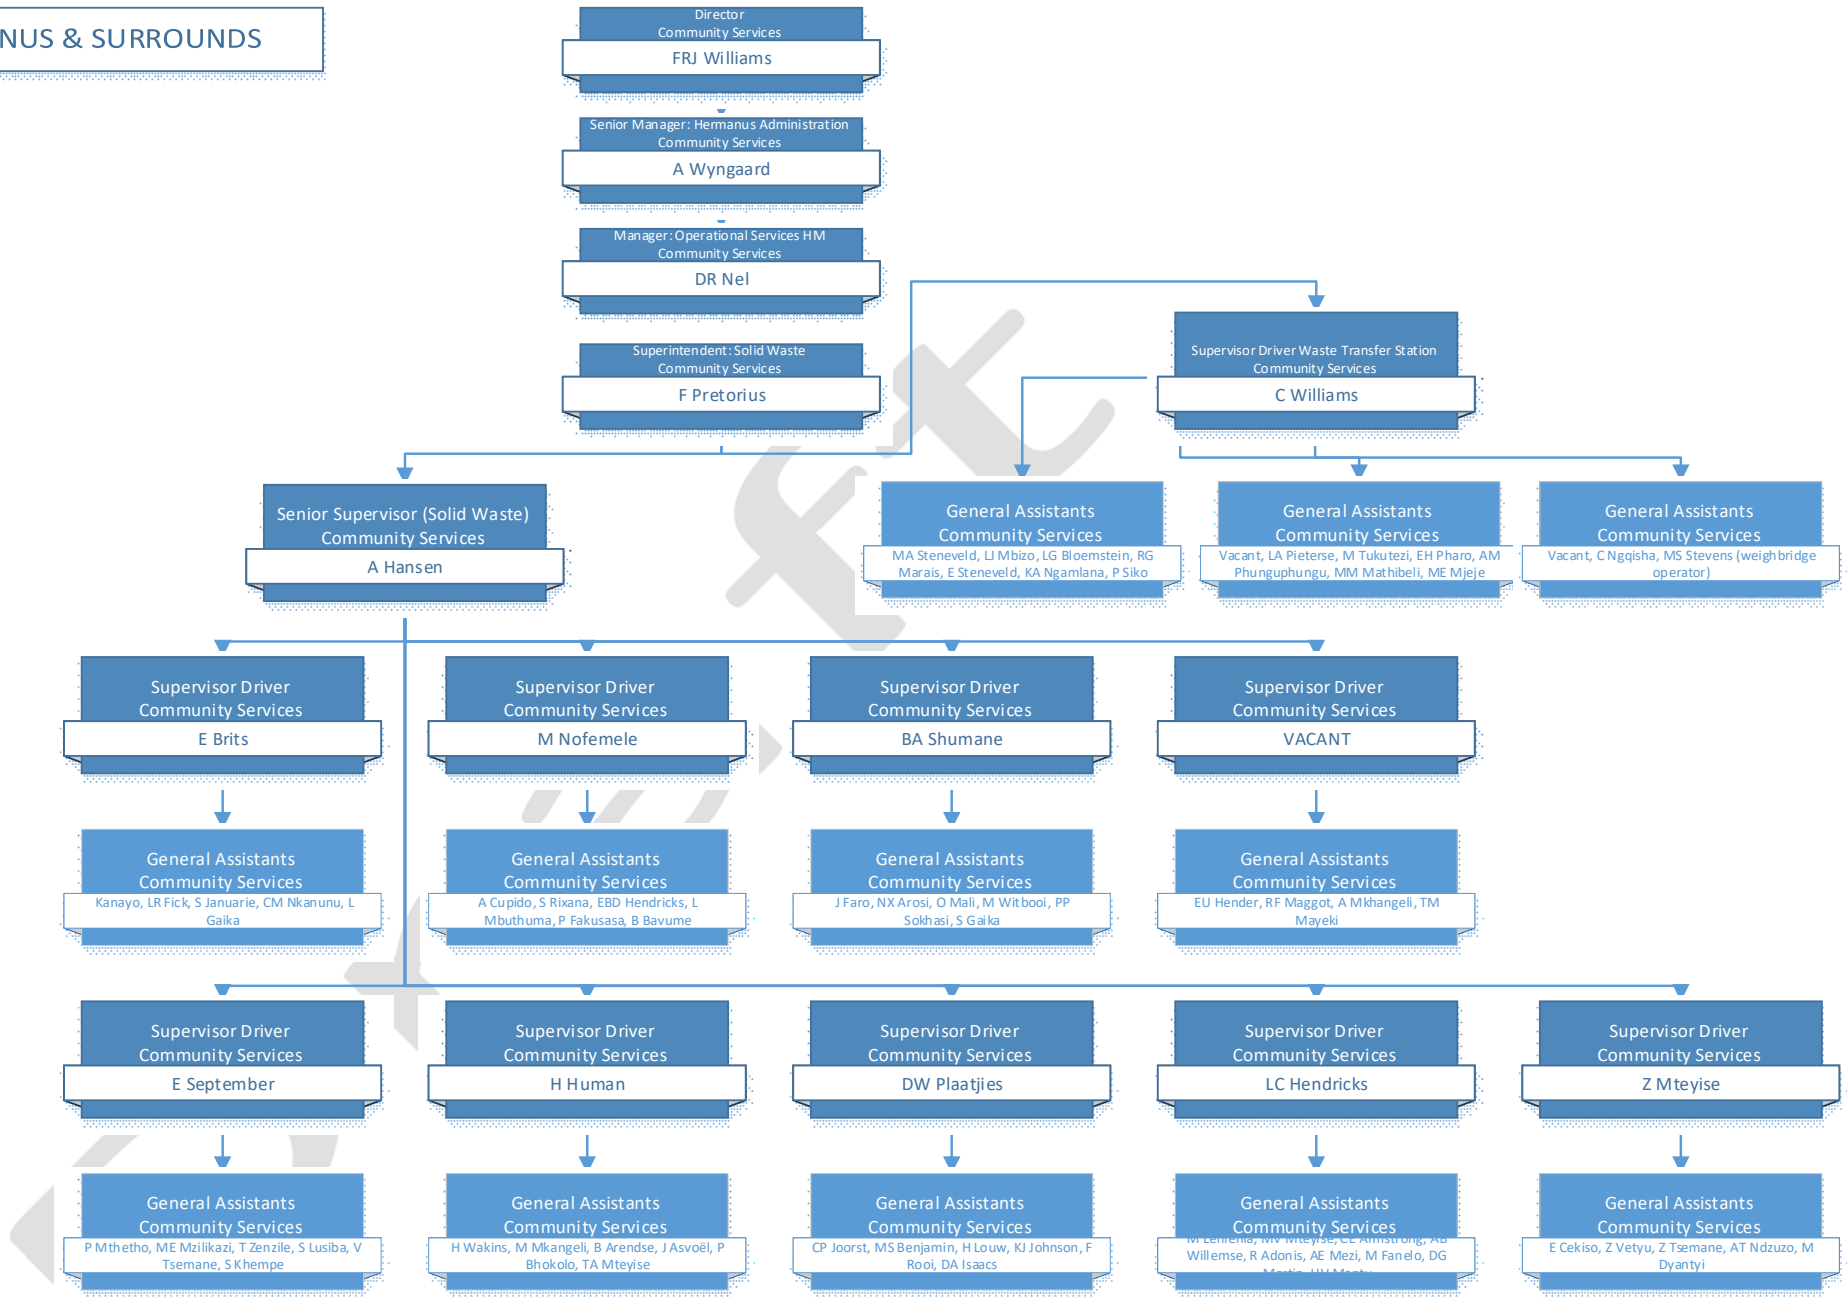 NUS & SURROUNDS
Director
Community Services
FRJ Williams
Senior Manager: Hermanus Administration
Community Services
A Wyngaard
Manager: Operational Services HM
Community Services
DR Nel
Superintendent: Solid Waste
Community Services
F Pretorius
Supervisor Driver Waste Transfer Station
Community Services
C Williams
Senior Supervisor (Solid Waste)
Community Services
A Hansen
General Assistants
Community Services
MA Steneveld, LJ Mbizo, LG Bloemstein, RG
Marais, E Steneveld, KA Ngamlana, P Siko
General Assistants
Community Services
Vacant, LA Pieterse, M Tukutezi, EH Pharo, AM
Phunguphungu, MM Mathibeli, ME Mjeje
General Assistants
Community Services
Vacant, C Ngqisha, MS Stevens (weighbridge
operator)
Supervisor Driver
Community Services
E Brits
Supervisor Driver
Community Services
M Nofemele
Supervisor Driver
Community Services
BA Shumane
Supervisor Driver
Community Services
VACANT
General Assistants
Community Services
Kanayo, LR Fick, S Januarie, CM Nkanunu, L
Gaika
General Assistants
Community Services
A Cupido, S Rixana, EBD Hendricks, L
Mbuthuma, P Fakusasa, B Bavume
General Assistants
Community Services
J Faro, NX Arosi, O Mali, M Witbooi, PP
Sokhasi, S Gaika
General Assistants
Community Services
EU Hender, RF Maggot, A Mkhangeli, TM
Mayeki
Supervisor Driver
Community Services
E September
Supervisor Driver
Community Services
H Human
Supervisor Driver
Community Services
DW Plaatjies
Supervisor Driver
Community Services
LC Hendricks
Supervisor Driver
Community Services
Z Mteyise
General Assistants
Community Services
P Mthetho, ME Mzilikazi, T Zenzile, S Lusiba, V
Tsemane, S Khempe
General Assistants
Community Services
H Wakins, M Mkangeli, B Arendse, J Asvoël, P
Bhokolo, TA Mteyise
General Assistants
Community Services
CP Joorst, MS Benjamin, H Louw, KJ Johnson, F
Rooi, DA Isaacs
General Assistants
Community Services
Willemse, R Adonis, AE Mezi, M Fanelo, DG
General Assistants
Community Services
E Cekiso, Z Vetyu, Z Tsemane, AT Ndzuzo, M
Dyantyi